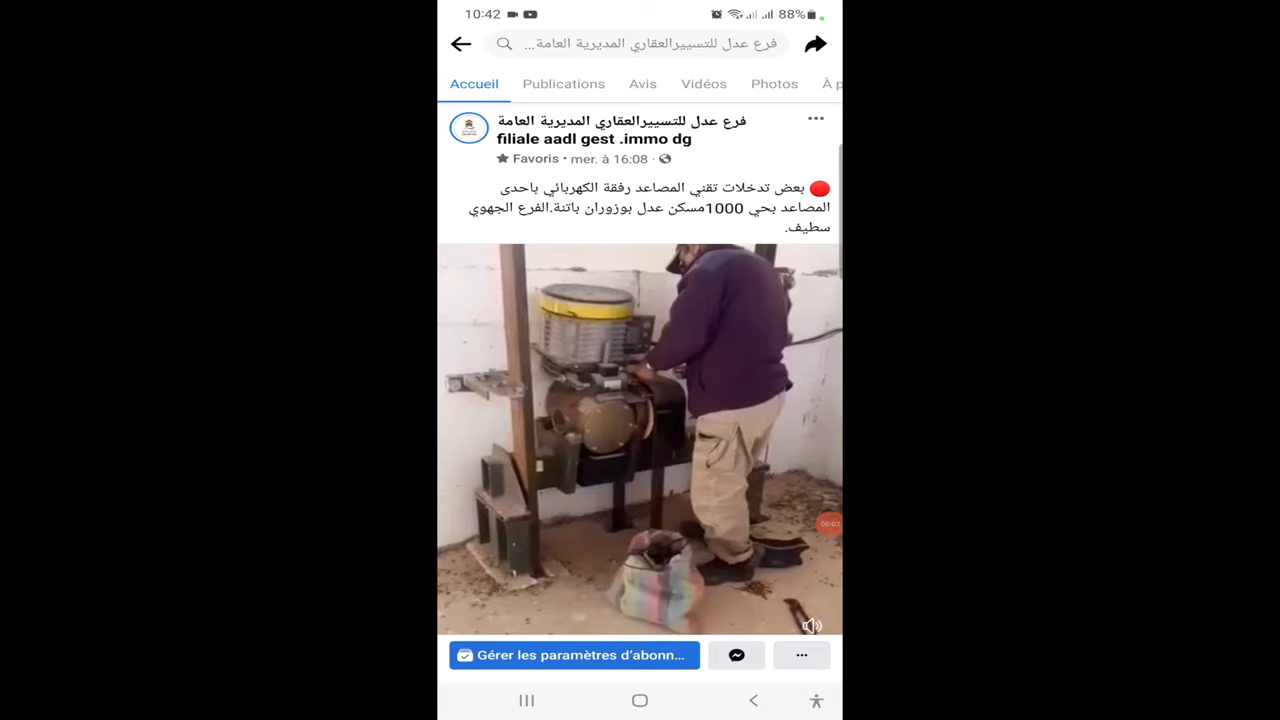 10:42
88%
فرع عدل للتسييرالعقاري المديرية العامة...
Accueil Publications Avis Vidéos Photos À p
فرع عدل للتسييرالعقاري المديرية العامة
filiale aadl gest .immo dg
Favoris • mer. à 16:08 ·
بعض تدخلات تقني المصاعد رفقة الكهربائي باحدى
المصاعد بحي 1000مسكن عدل بوزوران باتنة.الفرع الجهوي
سطيف.
00:02
Gérer les paramètres d'abonn...